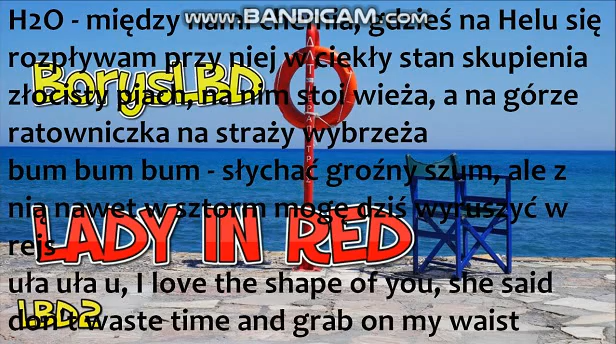 www.BANDICAM.com
H2O - między nami chemia, gdzieś na Helu się
rozpływam przy niej w ciekły stan skupienia
BorysLBD
złocisty piach, na nim stoi wieża, a na górze
ratowniczka na straży wybrzeża
bum bum bum - słychać groźny szum, ale z
nią nawet w sztorm mogę dziś wyruszyć w
rejs
LADY IN RED
uła uła u, I love the shape of you, she said
LBD2
don't waste time and grab on my waist